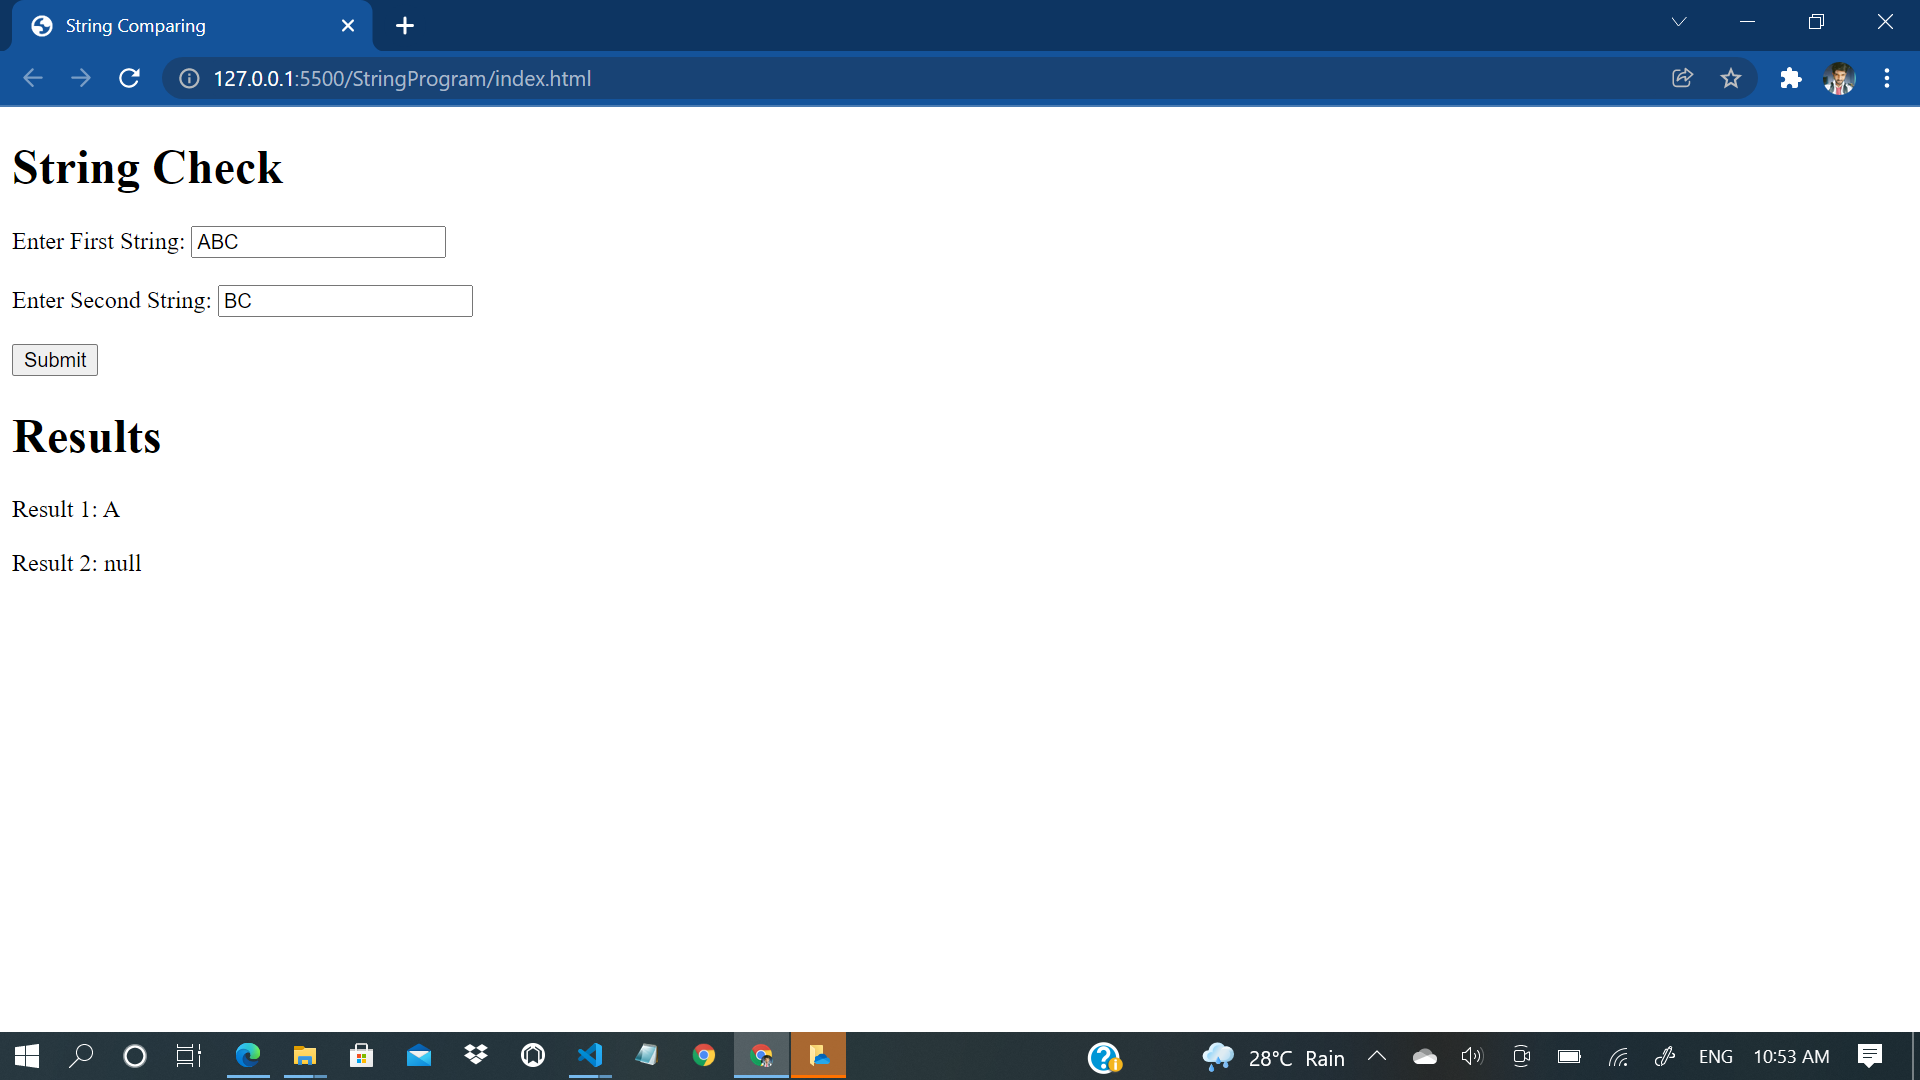 String Comparing
127.0.0.1:5500/StringProgram/index.html
String Check
Enter First String: ABC
Enter Second String: BC
Submit
Results
Result 1: A
Result 2: null
28°C Rain ENG 10:53 AM